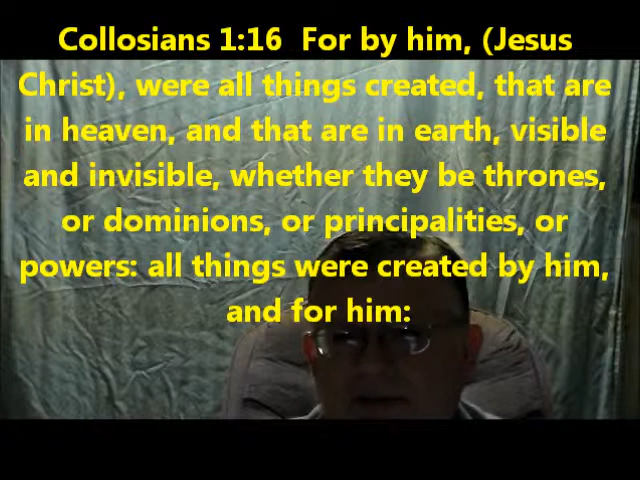 Collosians 1:16  For by him, (Jesus
Christ), were all things created, that are
in heaven, and that are in earth, visible
and invisible, whether they be thrones,
or dominions, or principalities, or
powers: all things were created by him,
and for him: